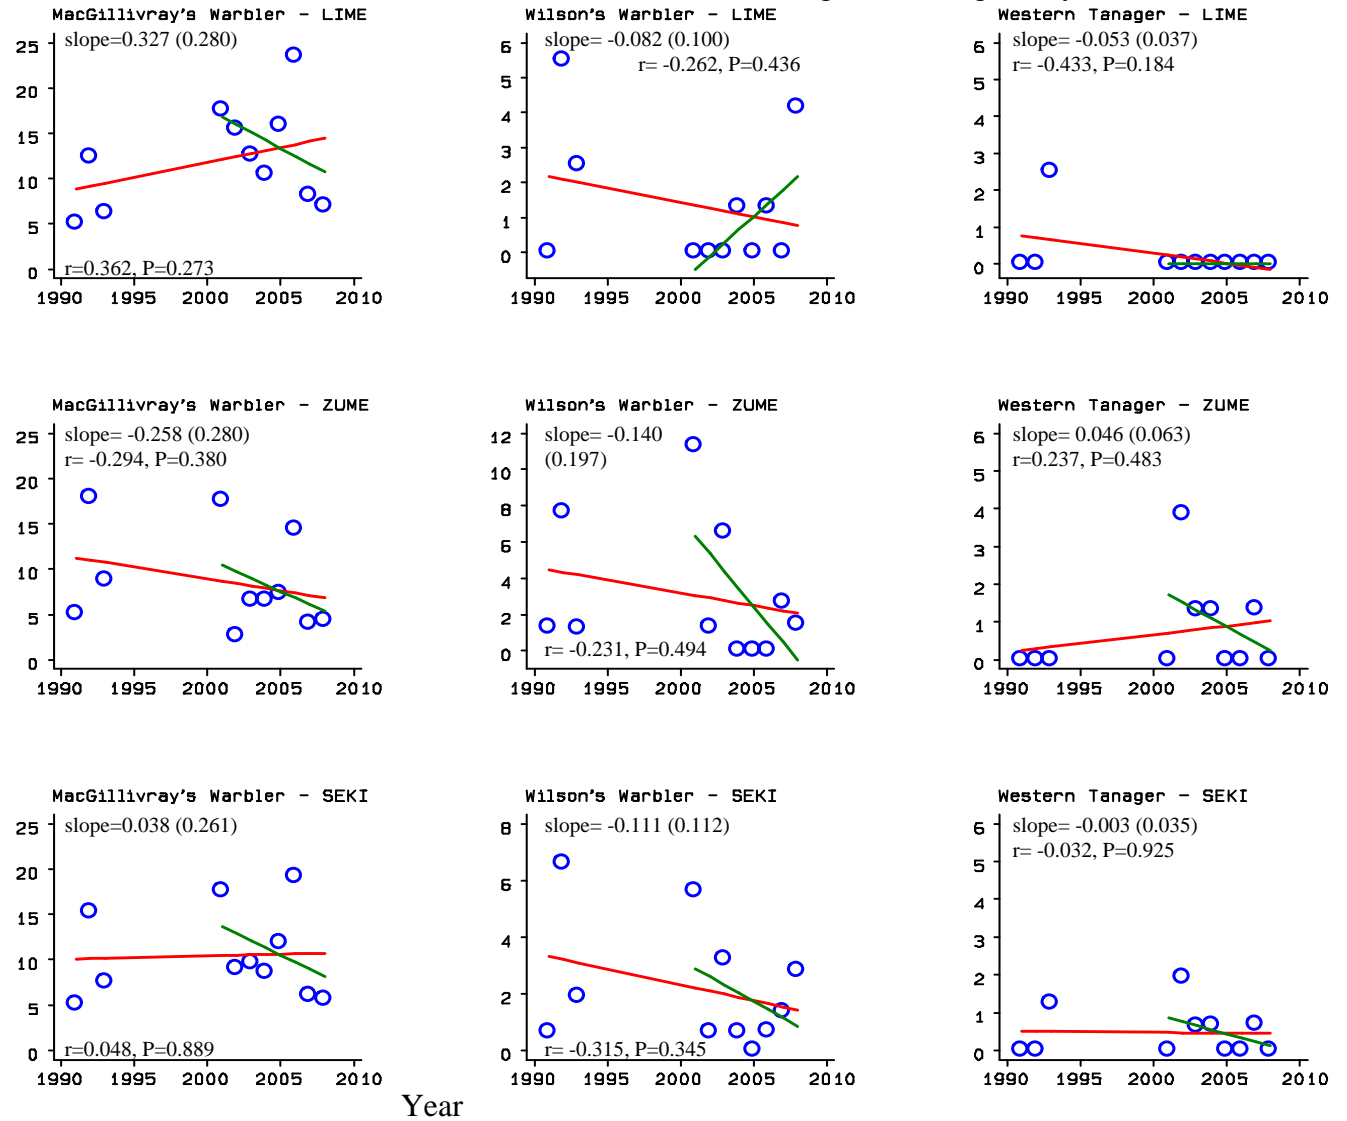 MacGillivray's Warbler - LIME
slope=0.327 (0.280)
25
20
15
10
5
0
r=0.362, P=0.273
1990 1995 2000 2005 2010
Wilson's Warbler - LIME
slope= -0.082 (0.100)
r= -0.262, P=0.436
6
5
4
3
2
1
0
1990 1995 2000 2005 2010
Western Tanager - LIME
slope= -0.053 (0.037)
r= -0.433, P=0.184
6
5
4
3
2
1
0
1990 1995 2000 2005 2010
MacGillivray's Warbler - ZUME
slope= -0.258 (0.280)
r= -0.294, P=0.380
25
20
15
10
5
0
1990 1995 2000 2005 2010
Wilson's Warbler - ZUME
slope= -0.140
(0.197)
12
10
8
6
4
2
0
r= -0.231, P=0.494
1990 1995 2000 2005 2010
Western Tanager - ZUME
slope= 0.046 (0.063)
r=0.237, P=0.483
6
5
4
3
2
1
0
1990 1995 2000 2005 2010
MacGillivray's Warbler - SEKI
slope=0.038 (0.261)
25
20
15
10
5
0
r=0.048, P=0.889
1990 1995 2000 2005 2010
Wilson's Warbler - SEKI
slope= -0.111 (0.112)
8
6
4
2
0
r= -0.315, P=0.345
1990 1995 2000 2005 2010
Western Tanager - SEKI
slope= -0.003 (0.035)
r= -0.032, P=0.925
6
5
4
3
2
1
0
1990 1995 2000 2005 2010
Year